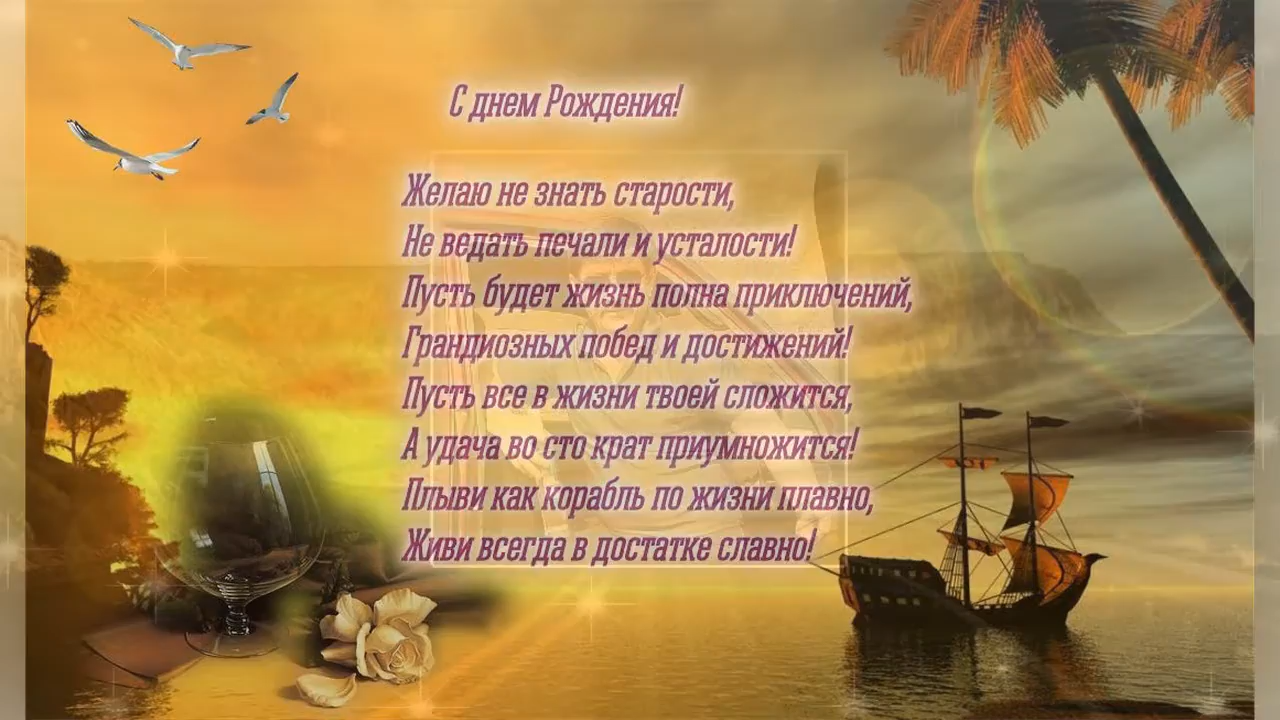 С днем Рождения!
Желаю не знать старости,
Не ведать печали и усталости!
Пусть будет жизнь полна приключений,
Грандиозных побед и достижений!
Пусть все в жизни твоей сложится,
А удача во сто крат приумножится!
Плыви как корабль по жизни плавно,
Живи всегда в достатке славно!